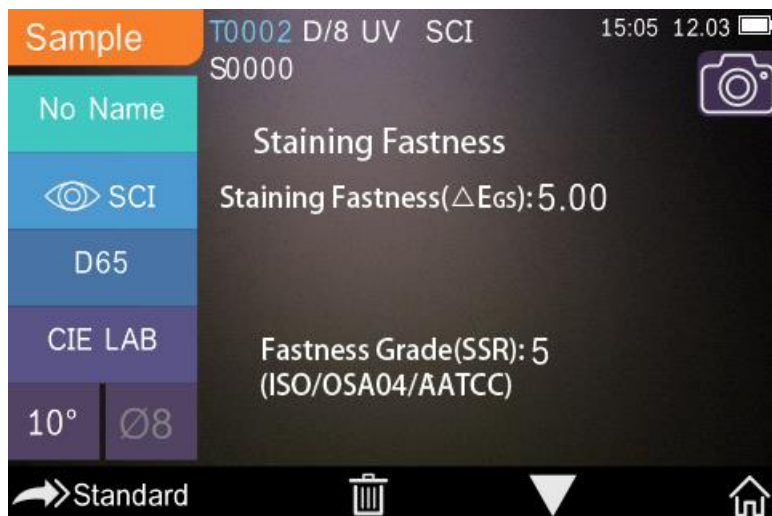 Sample
T0002 D/8 UV SCI
15:05 12.03
S0000
No Name
SCI
D65
CIE LAB
10° Ø8
Staining Fastness
Staining Fastness(△EGS):5.00
Fastness Grade(SSR): 5
(ISO/OSA04/AATCC)
Standard